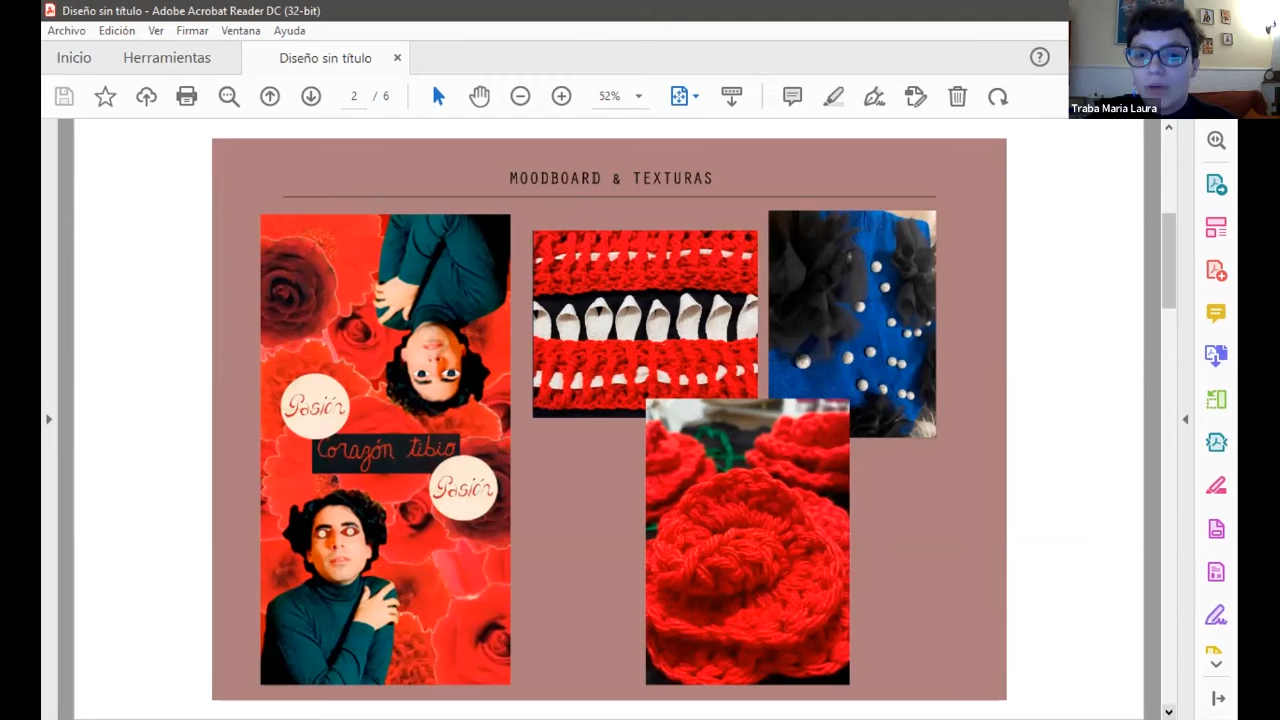 Diseño sin título - Adobe Acrobat Reader DC (32-bit)
Archivo Edición Ver Firmar Ventana Ayuda
Inicio Herramientas Diseño sin título
2 / 6 52%
Traba Maria Laura
MOODBOARD & TEXTURAS
Pasión
Corazón tibio
Pasión